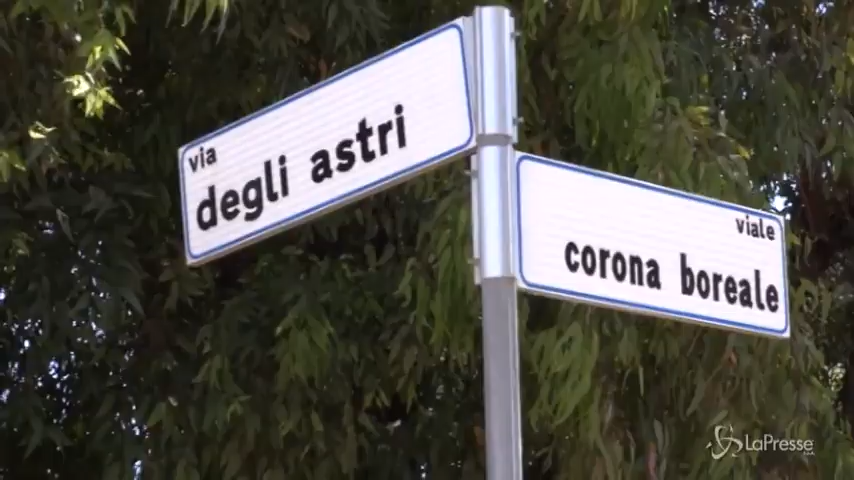 via
degli astri
viale
corona boreale
LaPresse